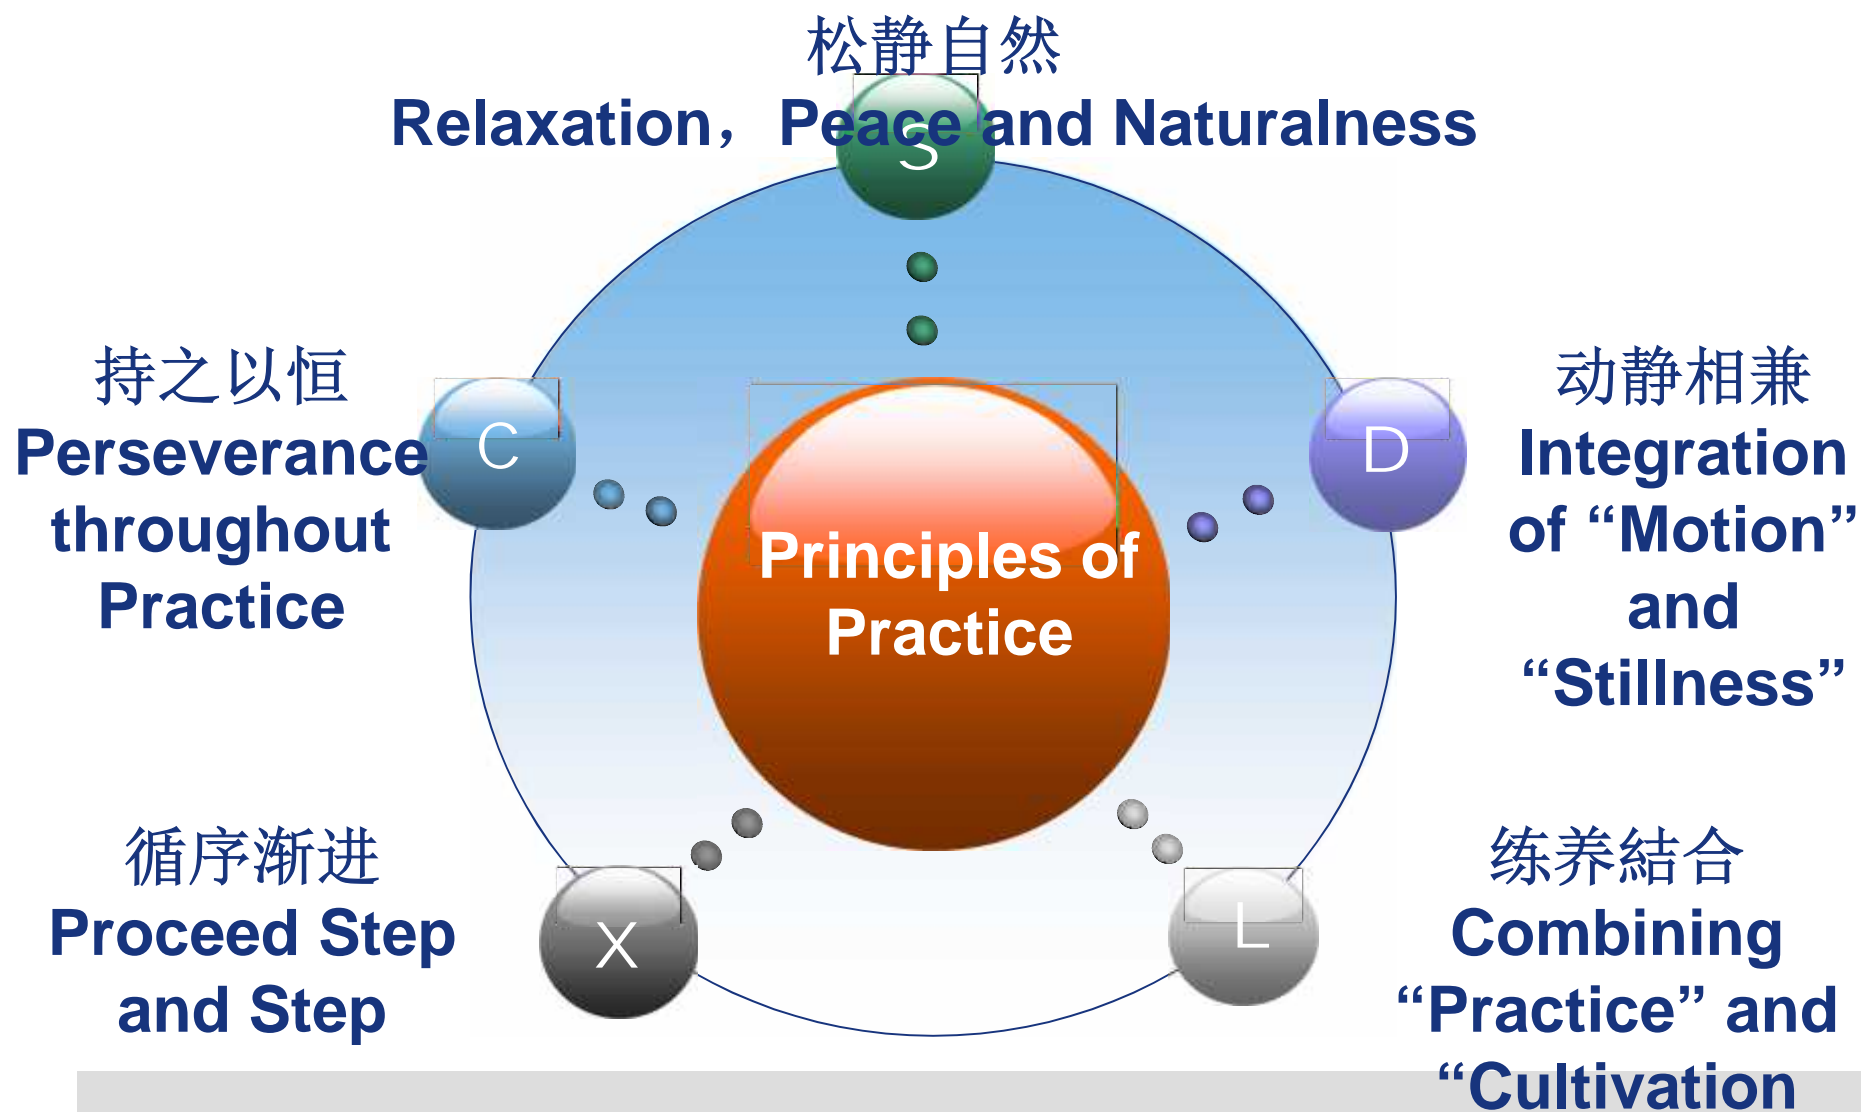 松静自然
Relaxation，Peace and Naturalness
S
持之以恒
Perseverance
throughout
Practice
C
动静相兼
Integration
of “Motion”
and
“Stillness”
D
Principles of
Practice
循序渐进
Proceed Step
and Step
X
练养結合
Combining
“Practice” and
“Cultivation
L